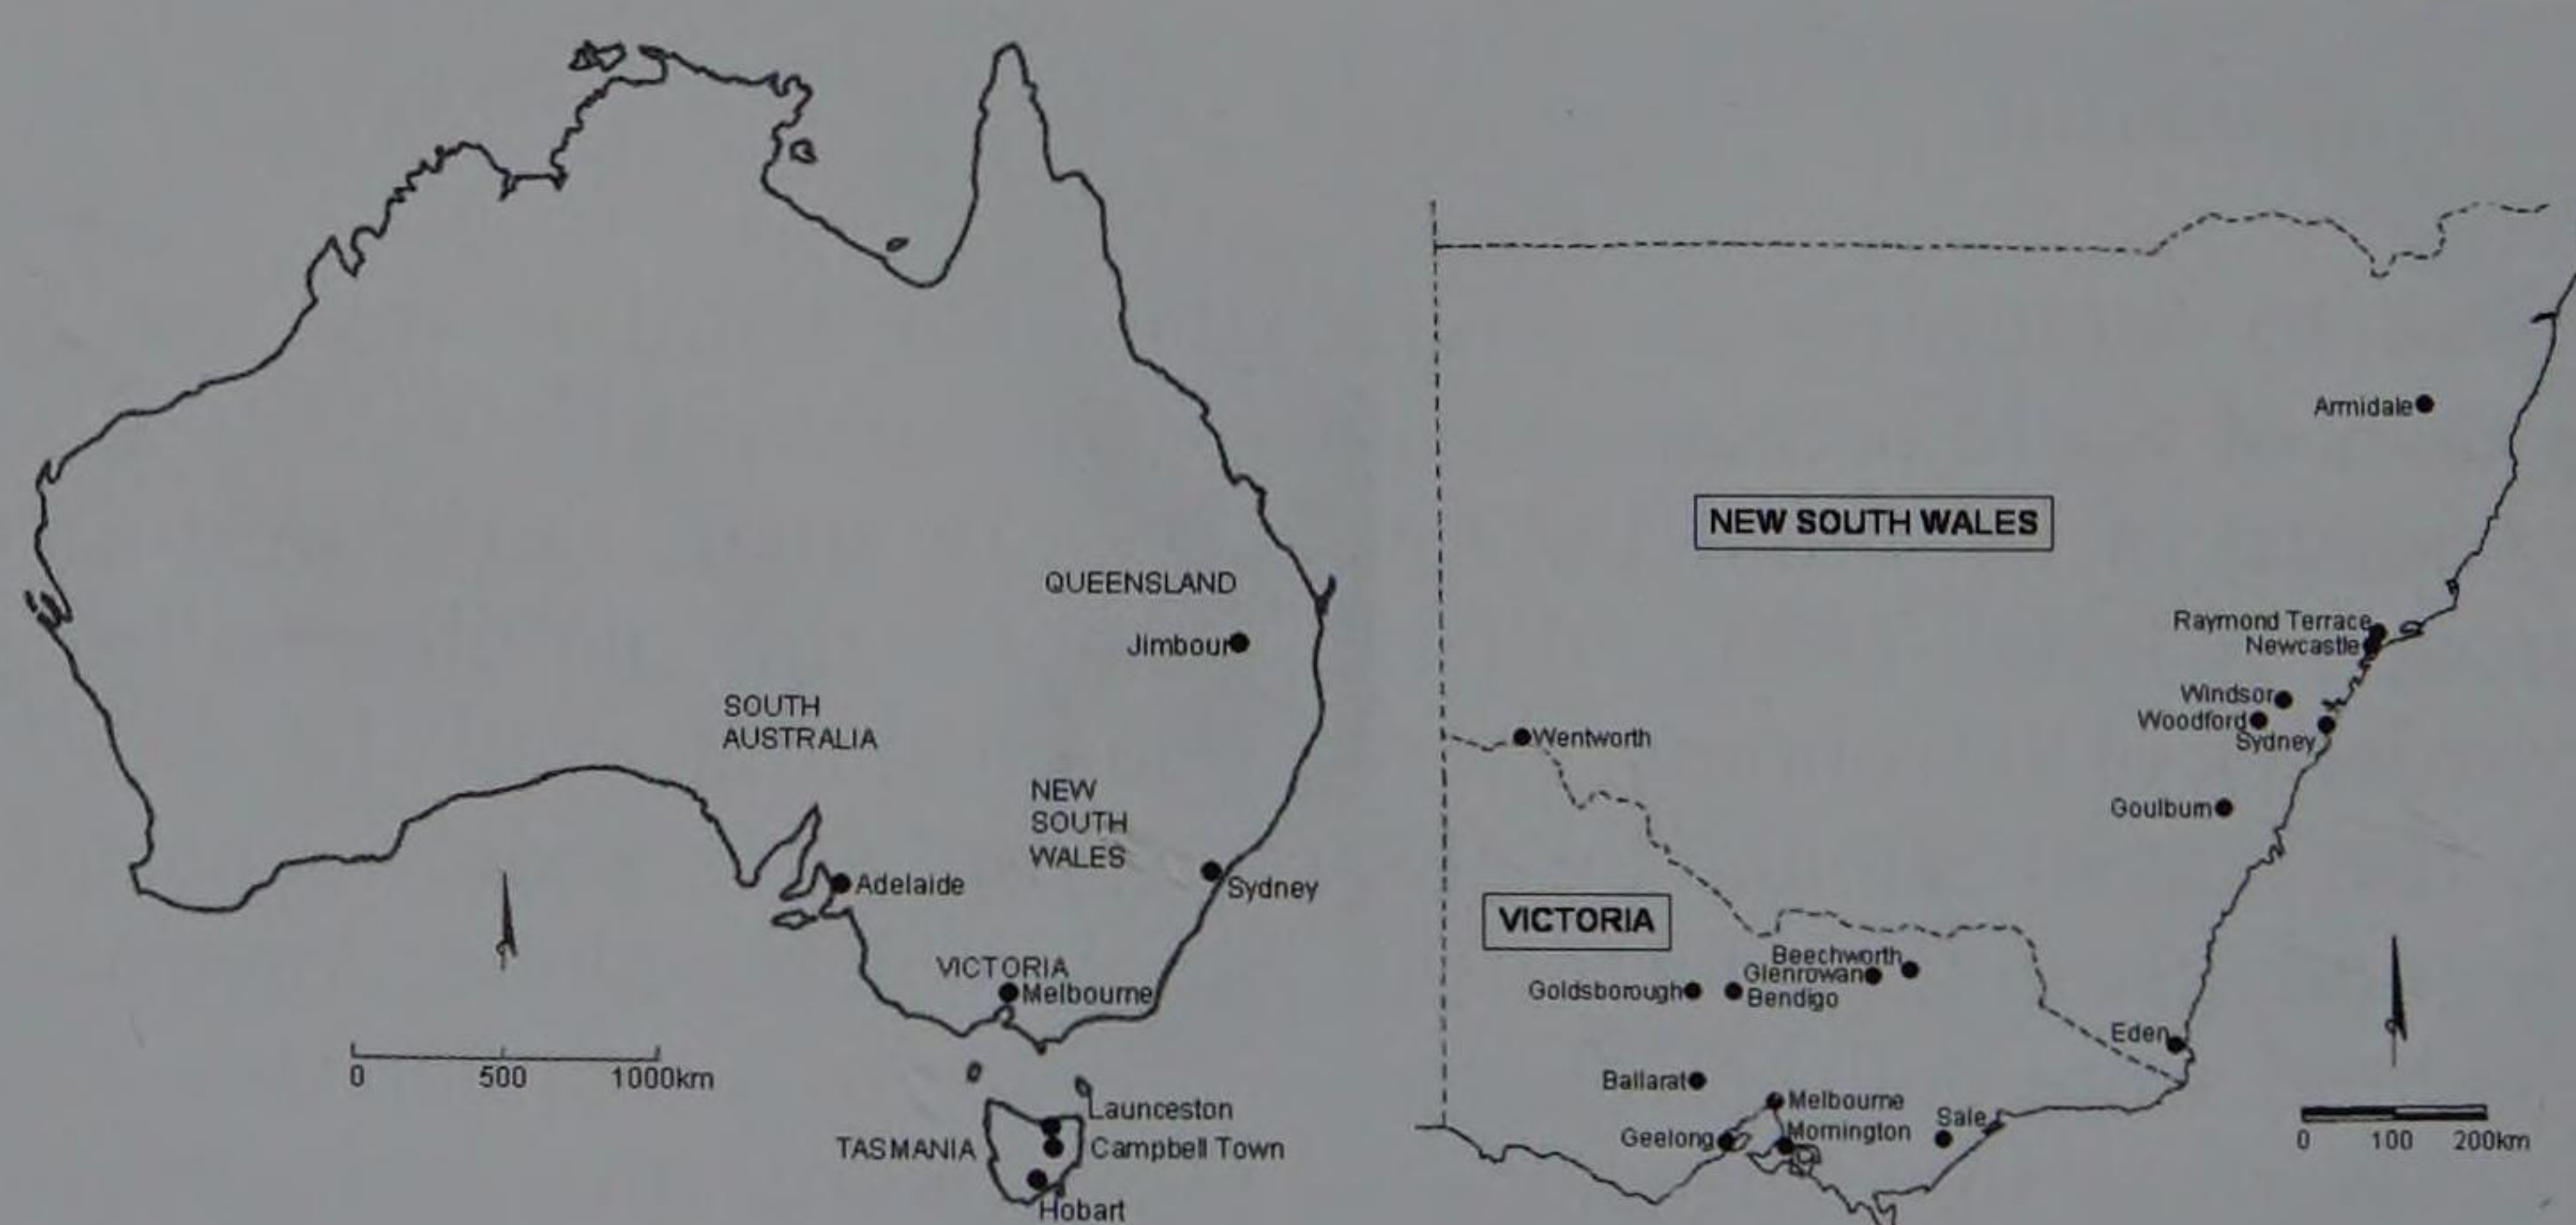 QUEENSLAND
Jimbour
SOUTH
AUSTRALIA
NEW
SOUTH
WALES
Adelaide
Sydney
VICTORIA
Melbourne
0 500 1000km
Launceston
TASMANIA
Campbell Town
Hobart
Armidale
NEW SOUTH WALES
Raymond Terrace
Newcastle
Windsor
Woodford
Sydney
Wentworth
Goulburn
VICTORIA
Beechworth
Glenrowan
Goldsborough
Bendigo
Eden
Ballarat
Melbourne
Sale
Geelong
Mornington
0 100 200km